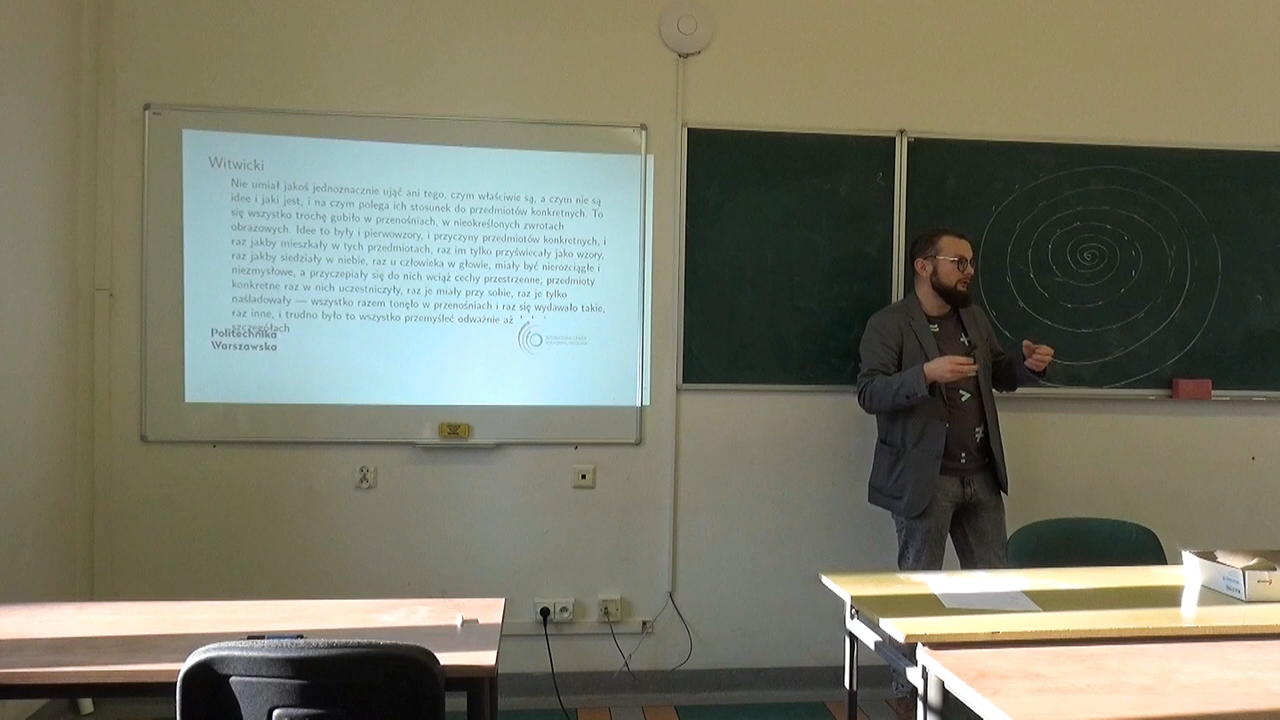 Witwicki
Nie umiał jakoś jednoznacznie ująć ani tego, czym właściwie są, a czym nie są
idee i jaki jest, i na czym polega ich stosunek do przedmiotów konkretnych. To
się wszystko trochę gubiło w przenośniach, w nieokreślonych zwrotach
obrazowych. Idee to były i pierwowzory, i przyczyny przedmiotów konkretnych, i
raz jakby mieszkały w tych przedmiotach, raz im tylko przyświecały jako wzory,
raz jakby siedziały w niebie, raz u człowieka w głowie, miały być nierozciągłe i
niezmysłowe, a przyczepiały się do nich wciąż cechy przestrzenne; przedmioty
konkretne raz w nich uczestniczyły, raz je miały przy sobie, raz je tylko
naśladowały — wszystko razem tonęło w przenośniach i raz się wydawało takie,
raz inne, i trudno było to wszystko przemyśleć odważnie aż
szczegółach
Politechnika
Warszawska